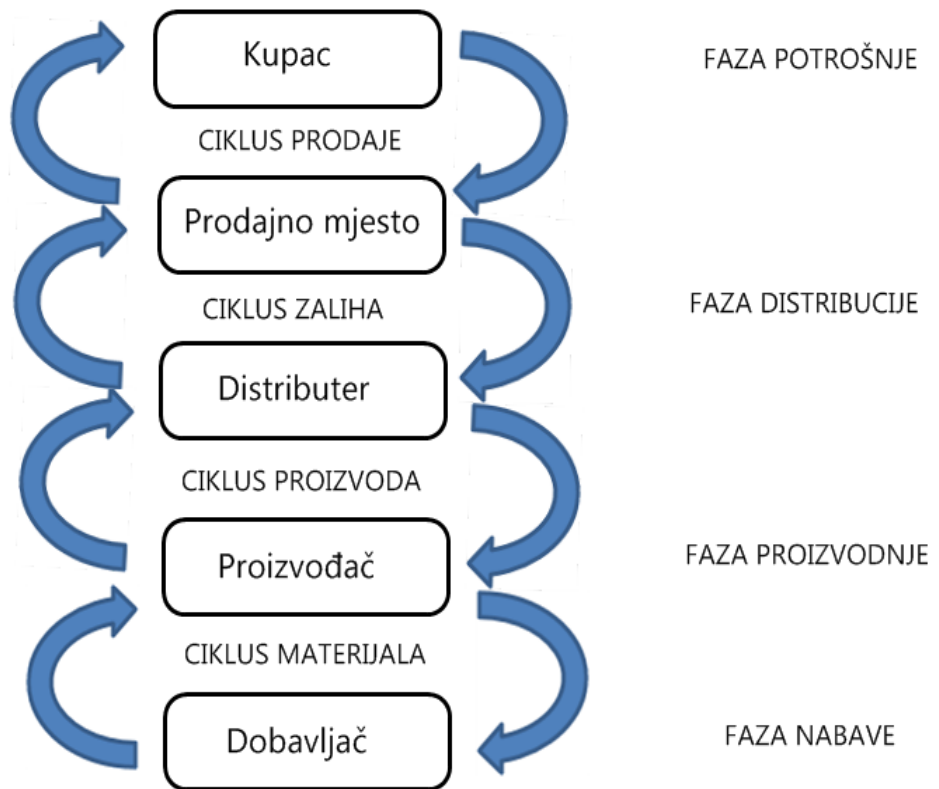 Kupac
FAZA POTROŠNJE
CIKLUS PRODAJE
Prodajno mjesto
CIKLUS ZALIHA
FAZA DISTRIBUCIJE
Distributer
CIKLUS PROIZVODA
Proizvođač
FAZA PROIZVODNJE
CIKLUS MATERIJALA
Dobavljač
FAZA NABAVE